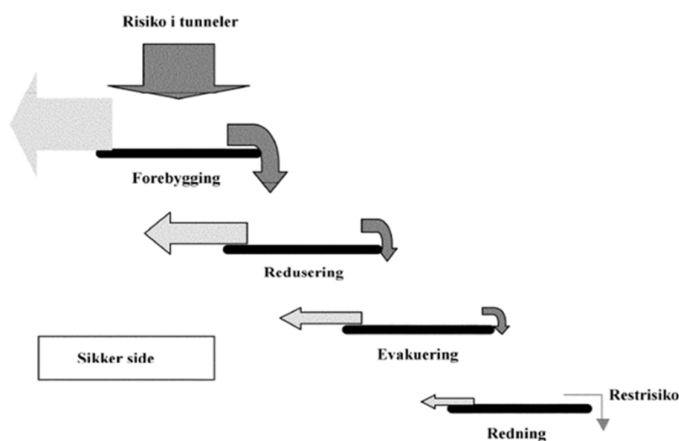 Risiko i tunneler
Forebygging
Redusering
Evakuering
Sikker side
Restrisiko
Redning